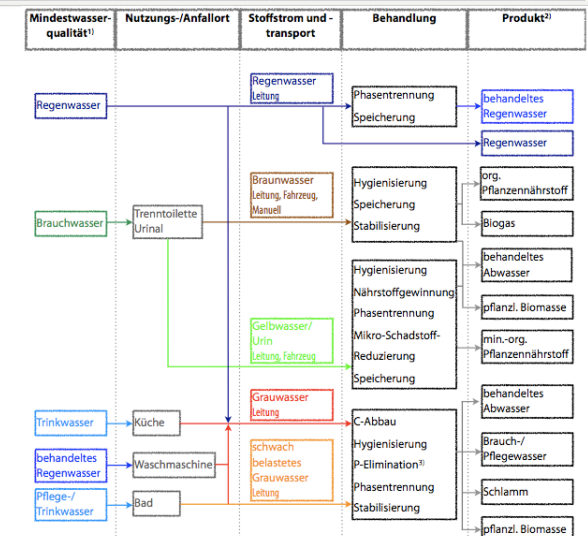 Mindestwasser-
qualität1)
Nutzungs-/Anfallort
Stoffstrom und -
transport
Behandlung
Produkt2)
Regenwasser
Regenwasser
Leitung
Phasentrennung
Speicherung
behandeltes
Regenwasser
Regenwasser
Brauchwasser
Trenntoilette
Urinal
Braunwasser
Leitung, Fahrzeug,
Manuell
Hygienisierung
Speicherung
Stabilisierung
org.
Pflanzennährstoff
Biogas
behandeltes
Abwasser
pflanzl. Biomasse
Gelbwasser/
Urin
Leitung, Fahrzeug
Hygienisierung
Nährstoffgewinnung
Phasentrennung
Mikro-Schadstoff-
Reduzierung
Speicherung
min.-org.
Pflanzennährstoff
Trinkwasser
Küche
Grauwasser
Leitung
behandeltes
Regenwasser
Waschmaschine
Pflege-/
Trinkwasser
Bad
schwach
belastetes
Grauwasser
Leitung
C-Abbau
Hygienisierung
P-Elimination3)
Phasentrennung
Stabilisierung
behandeltes
Abwasser
Brauch-/
Pflegewasser
Schlamm
pflanzl. Biomasse